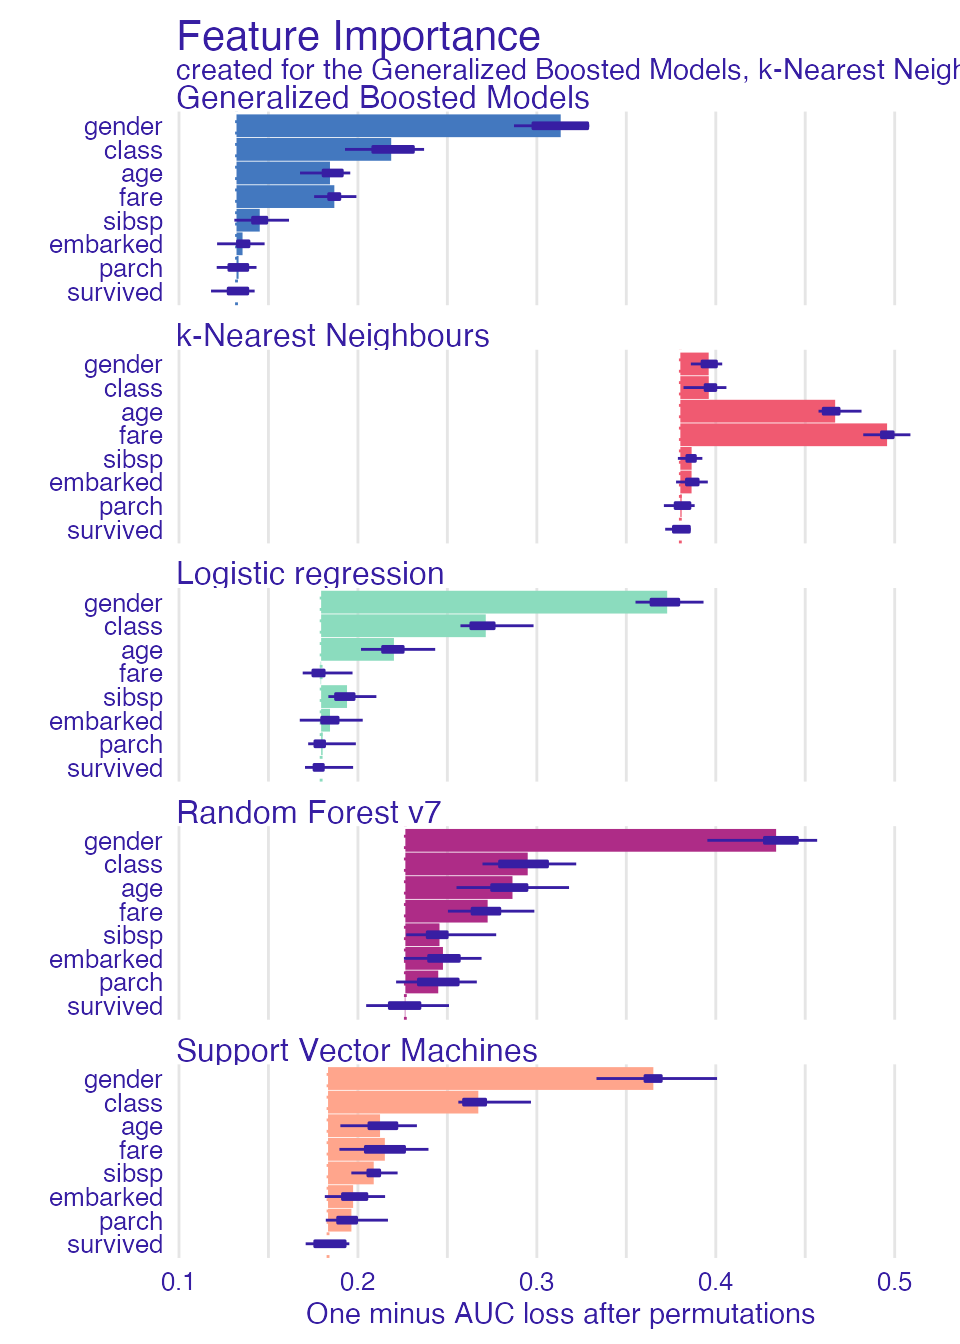 Feature Importance
created for the Generalized Boosted Models, k-Nearest Neigh
Generalized Boosted Models
gender
class
age
fare
sibsp
embarked
parch
survived
k-Nearest Neighbours
gender
class
age
fare
sibsp
embarked
parch
survived
Logistic regression
gender
class
age
fare
sibsp
embarked
parch
survived
Random Forest v7
gender
class
age
fare
sibsp
embarked
parch
survived
Support Vector Machines
gender
class
age
fare
sibsp
embarked
parch
survived
0.1 0.2 0.3 0.4 0.5
One minus AUC loss after permutations